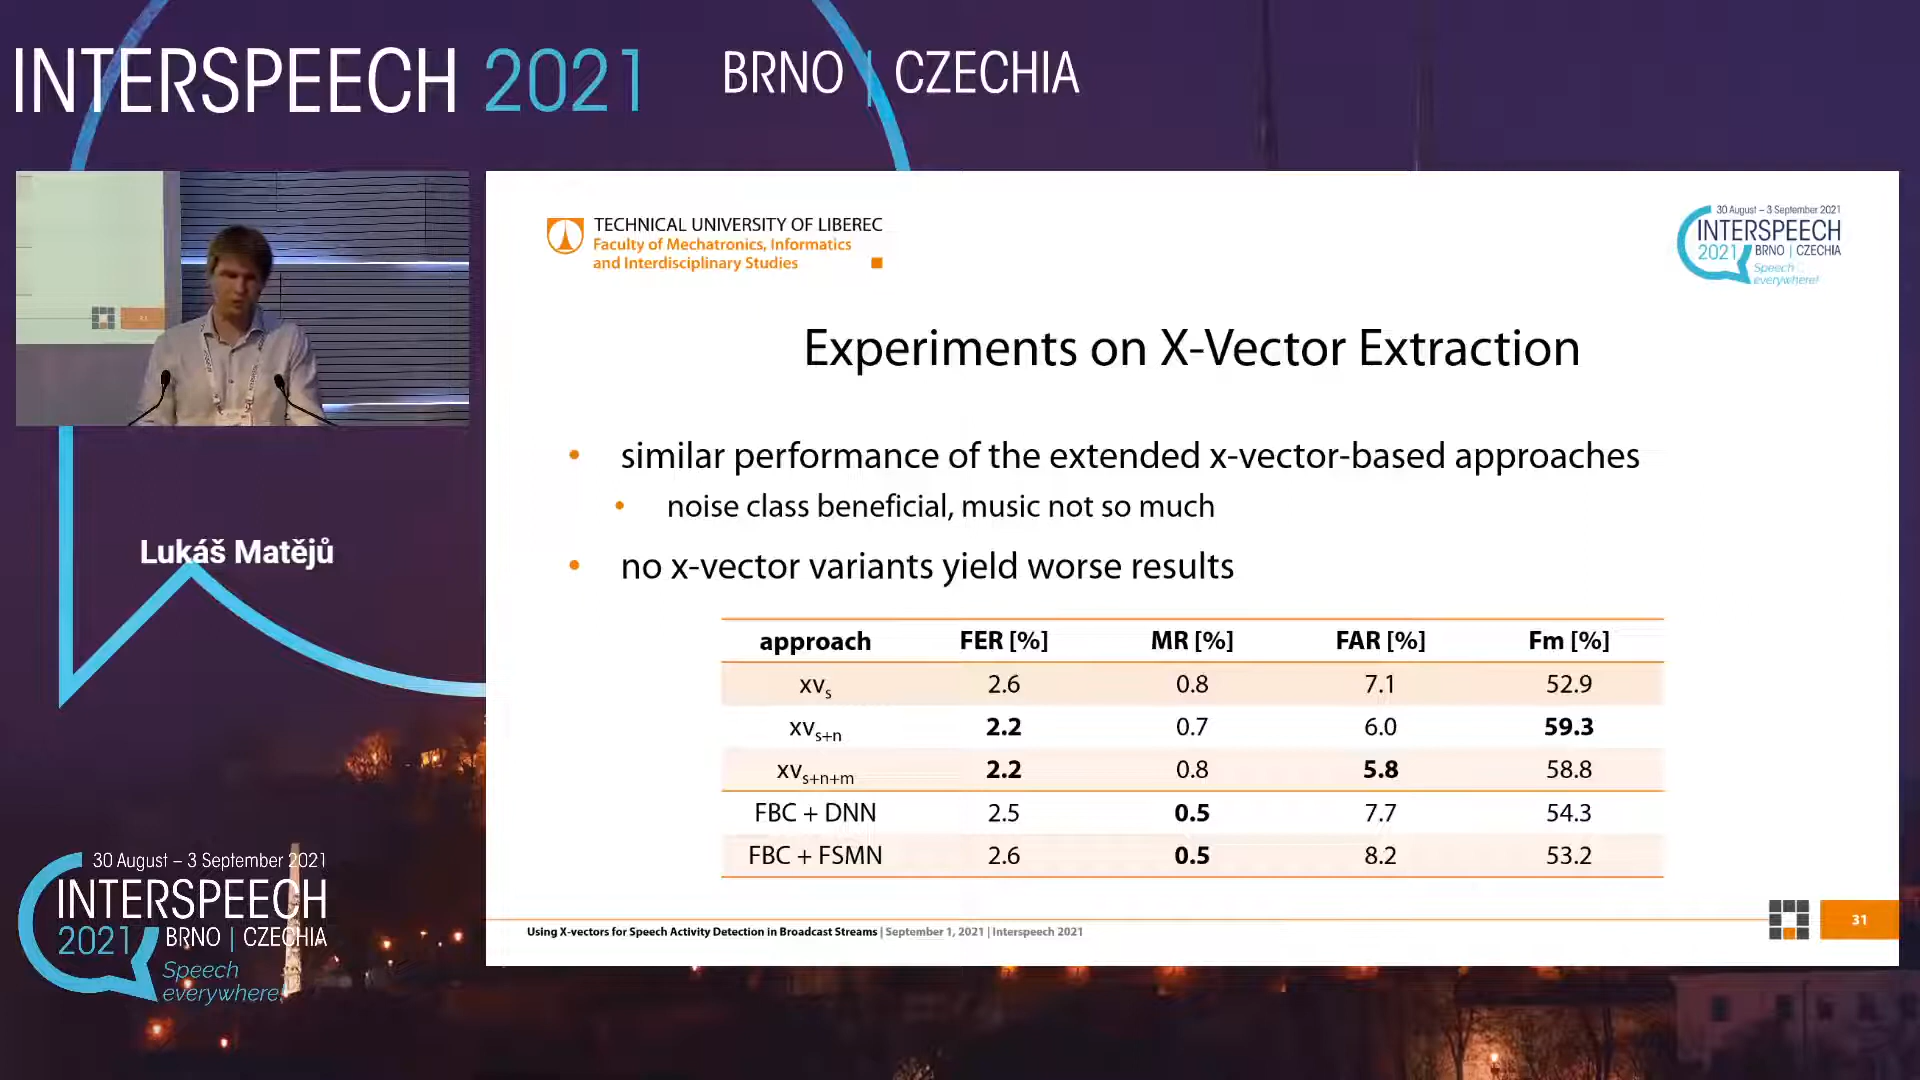 INTERSPEECH 2021 BRNO | CZECHIA
TECHNICAL UNIVERSITY OF LIBEREC
Faculty of Mechatronics, Informatics
and Interdisciplinary Studies
30 August – 3 September 2021
INTERSPEECH
2021 BRNO | CZECHIA
Speech
everywhere!
Experiments on X-Vector Extraction
• similar performance of the extended x-vector-based approaches
• noise class beneficial, music not so much
• no x-vector variants yield worse results
approach FER [%] MR [%] FAR [%] Fm [%]
xvs 2.6 0.8 7.1 52.9
xvs+n 2.2 0.7 6.0 59.3
xvs+n+m 2.2 0.8 5.8 58.8
FBC + DNN 2.5 0.5 7.7 54.3
FBC + FSMN 2.6 0.5 8.2 53.2
Using X-vectors for Speech Activity Detection in Broadcast Streams | September 1, 2021 | Interspeech 2021
31
Lukáš Matějů
30 August – 3 September 2021
INTERSPEECH
2021 BRNO | CZECHIA
Speech
everywhere!